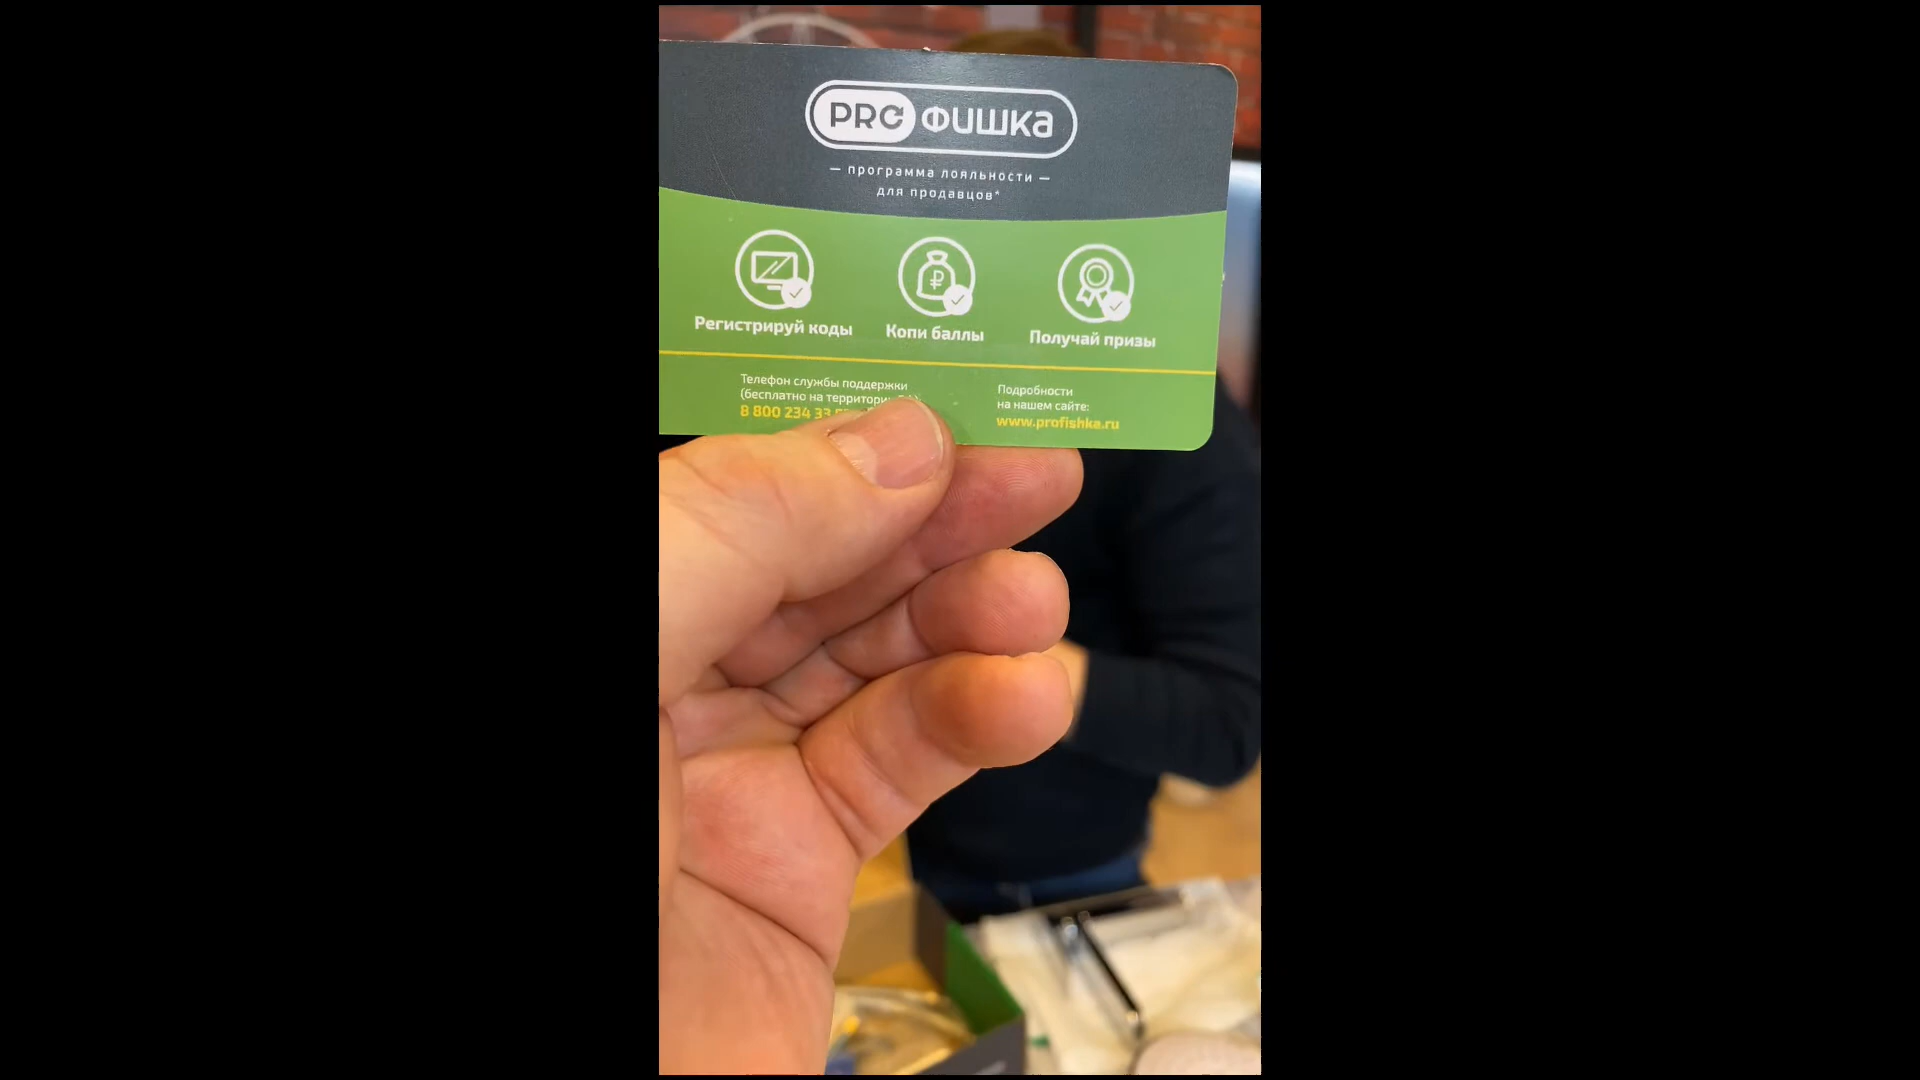 PRO ФИШКА
— программа лояльности —
для продавцов*
Регистрируй коды
Копи баллы
Получай призы
Телефон службы поддержки
(бесплатно на территории
8 800 234 33
Подробности
на нашем сайте:
www.profishka.ru